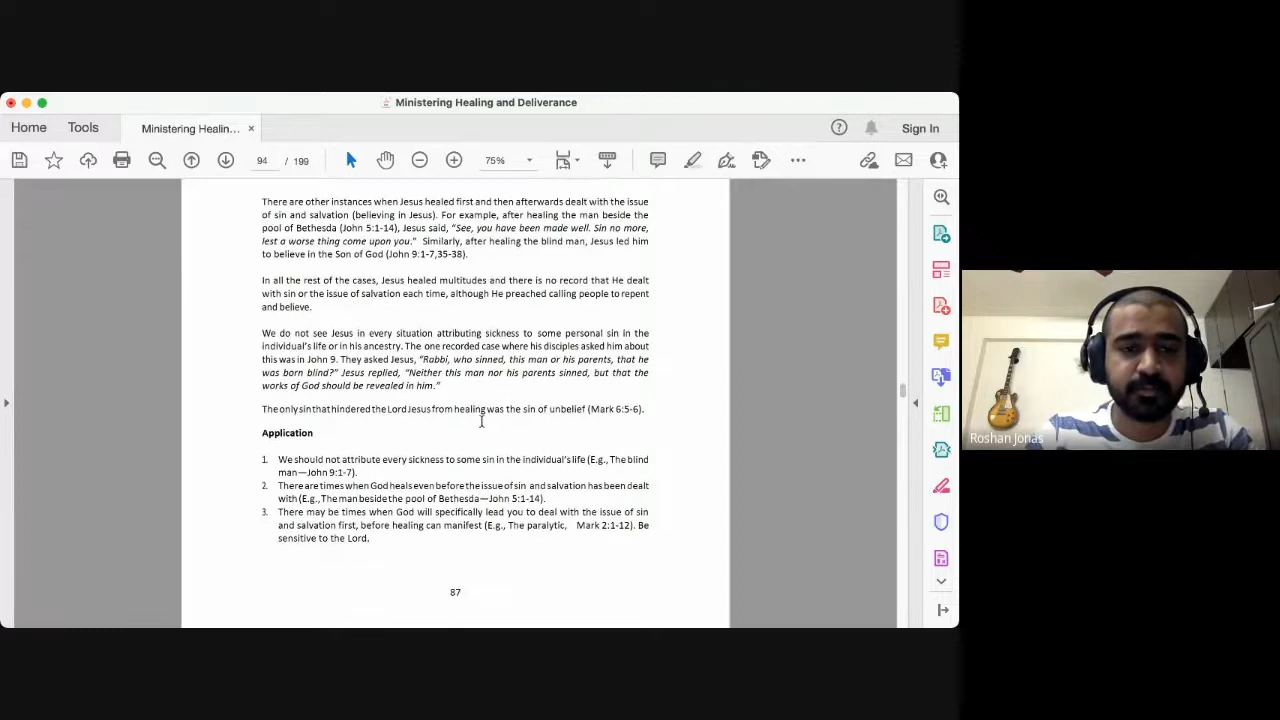 Ministering Healing and Deliverance
Home Tools Ministering Healin... × Sign In
94 / 199 75%
There are other instances when Jesus healed first and then afterwards dealt with the issue
of sin and salvation (believing in Jesus). For example, after healing the man beside the
pool of Bethesda (John 5:1-14), Jesus said, “See, you have been made well. Sin no more,
lest a worse thing come upon you.” Similarly, after healing the blind man, Jesus led him
to believe in the Son of God (John 9:1-7,35-38).
In all the rest of the cases, Jesus healed multitudes and there is no record that He dealt
with sin or the issue of salvation each time, although He preached calling people to repent
and believe.
We do not see Jesus in every situation attributing sickness to some personal sin in the
individual’s life or in his ancestry. The one recorded case where his disciples asked him about
this was in John 9. They asked Jesus, “Rabbi, who sinned, this man or his parents, that he
was born blind?” Jesus replied, “Neither this man nor his parents sinned, but that the
works of God should be revealed in him.”
The only sin that hindered the Lord Jesus from healing was the sin of unbelief (Mark 6:5-6).
Application
1. We should not attribute every sickness to some sin in the individual’s life (E.g., The blind
man—John 9:1-7).
2. There are times when God heals even before the issue of sin and salvation has been dealt
with (E.g., The man beside the pool of Bethesda—John 5:1-14).
3. There may be times when God will specifically lead you to deal with the issue of sin
and salvation first, before healing can manifest (E.g., The paralytic, Mark 2:1-12). Be
sensitive to the Lord.
87
Roshan Jonas